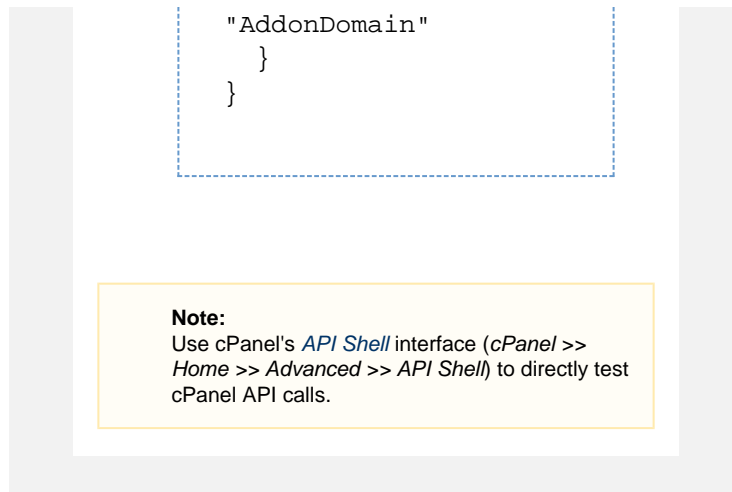 "AddonDomain"
}
}
Note:
Use cPanel's API Shell interface (cPanel >>
Home >> Advanced >> API Shell) to directly test
cPanel API calls.